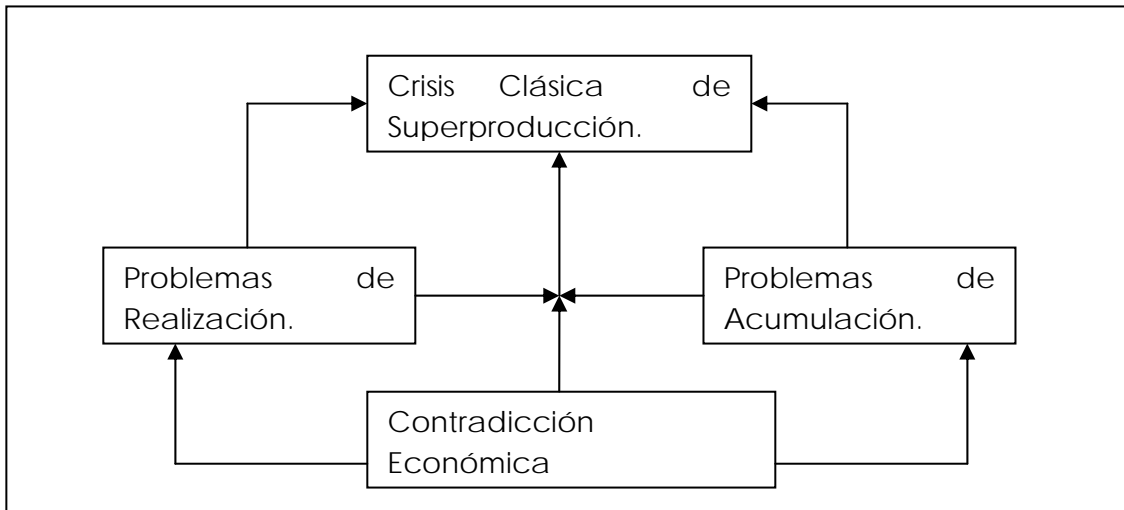 Crisis Clásica de
Superproducción.
Problemas de
Realización.
Problemas de
Acumulación.
Contradicción
Económica